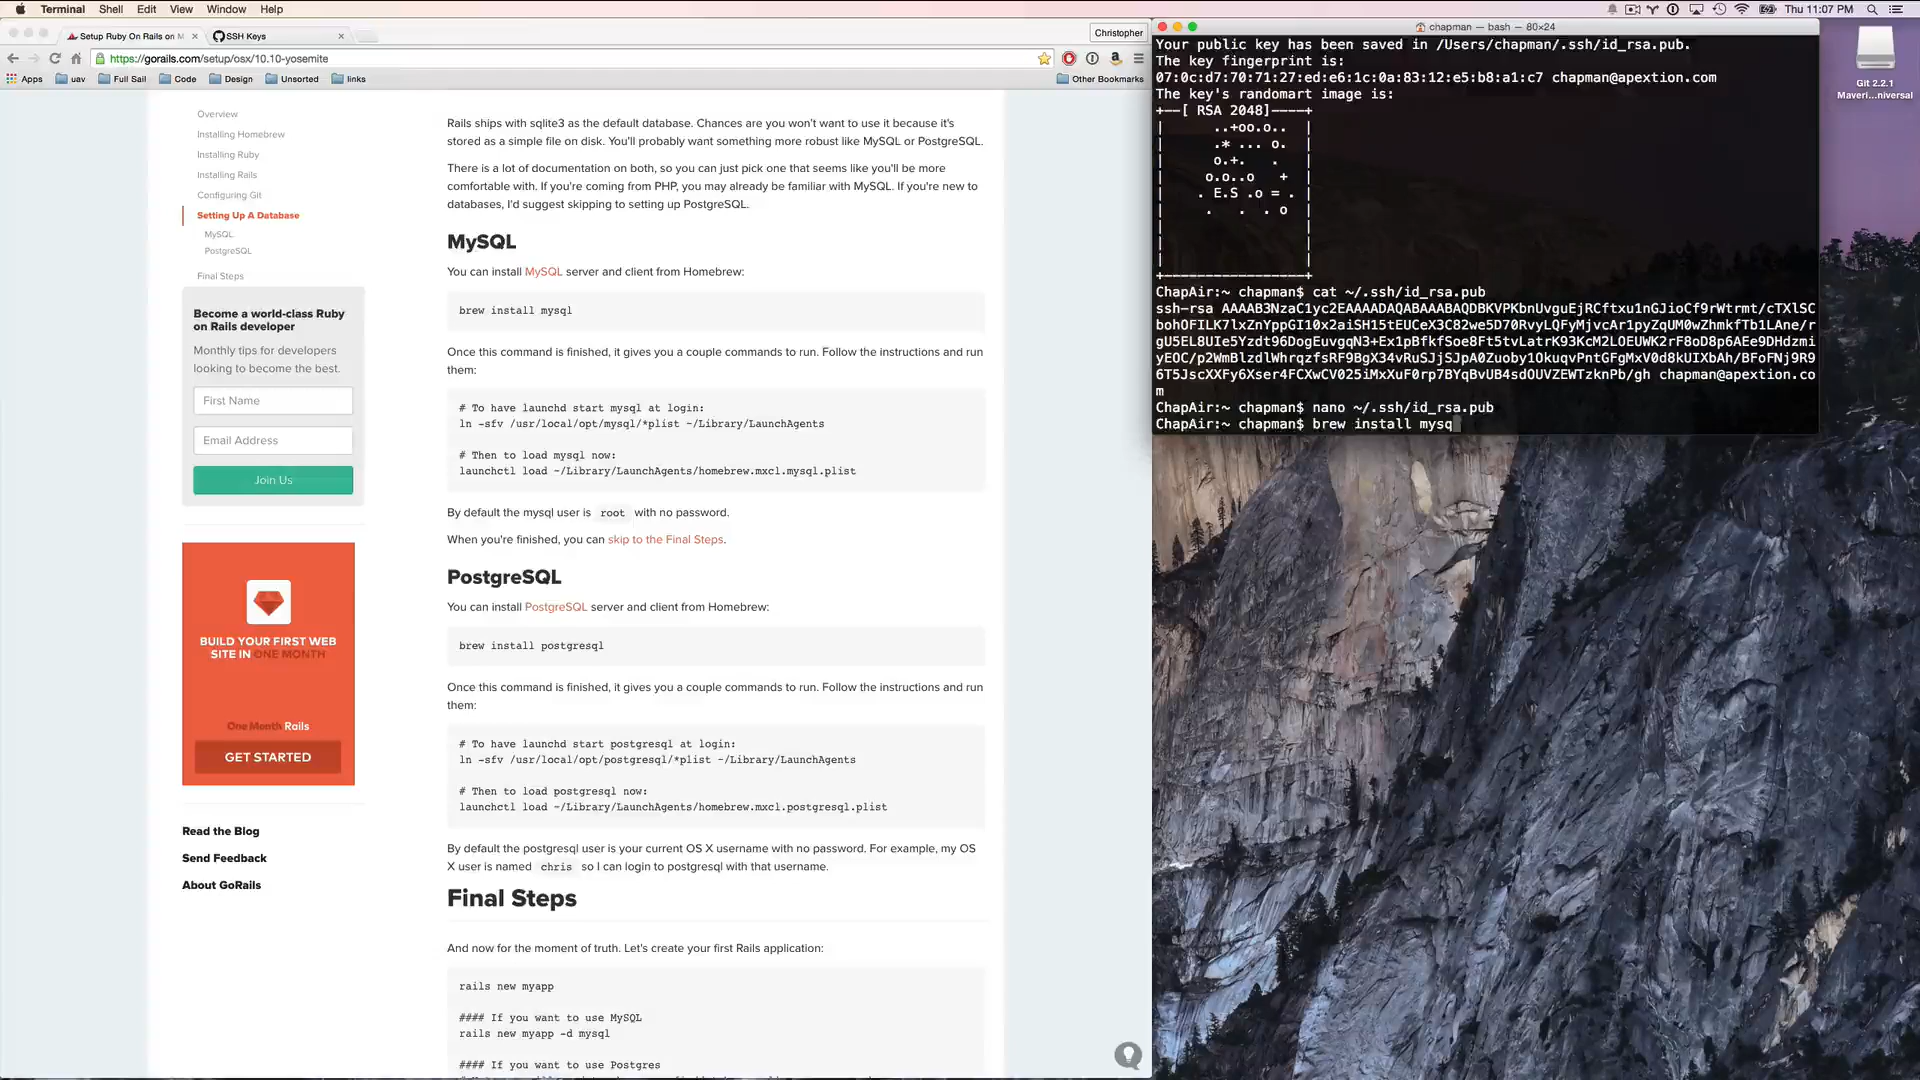 Terminal Shell Edit View Window Help
Thu 11:07 PM
Setup Ruby On Rails on M
SSH Keys
Christopher
https://gorails.com/setup/osx/10.10-yosemite
Apps uav Full Sail Code Design Unsorted links
Other Bookmarks
Overview
Installing Homebrew
Installing Ruby
Installing Rails
Configuring Git
Setting Up A Database
MySQL
PostgreSQL
Final Steps
Become a world-class Ruby
on Rails developer
Monthly tips for developers
looking to become the best.
First Name
Email Address
Join Us
BUILD YOUR FIRST WEB
SITE IN ONE MONTH
One Month Rails
GET STARTED
Read the Blog
Send Feedback
About GoRails
Rails ships with sqlite3 as the default database. Chances are you won't want to use it because it's
stored as a simple file on disk. You'll probably want something more robust like MySQL or PostgreSQL.
There is a lot of documentation on both, so you can just pick one that seems like you'll be more
comfortable with. If you're coming from PHP, you may already be familiar with MySQL. If you're new to
databases, I'd suggest skipping to setting up PostgreSQL.
MySQL
You can install MySQL server and client from Homebrew:
brew install mysql
Once this command is finished, it gives you a couple commands to run. Follow the instructions and run
them:
# To have launchd start mysql at login:
ln -sfv /usr/local/opt/mysql/*plist ~/Library/LaunchAgents
# Then to load mysql now:
launchctl load ~/Library/LaunchAgents/homebrew.mxcl.mysql.plist
By default the mysql user is root with no password.
When you're finished, you can skip to the Final Steps.
PostgreSQL
You can install PostgreSQL server and client from Homebrew:
brew install postgresql
Once this command is finished, it gives you a couple commands to run. Follow the instructions and run
them:
# To have launchd start postgresql at login:
ln -sfv /usr/local/opt/postgresql/*plist ~/Library/LaunchAgents
# Then to load postgresql now:
launchctl load ~/Library/LaunchAgents/homebrew.mxcl.postgresql.plist
By default the postgresql user is your current OS X username with no password. For example, my OS
X user is named chris so I can login to postgresql with that username.
Final Steps
And now for the moment of truth. Let's create your first Rails application:
rails new myapp
#### If you want to use MySQL
rails new myapp -d mysql
#### If you want to use Postgres
chapman — bash — 80×24
Your public key has been saved in /Users/chapman/.ssh/id_rsa.pub.
The key fingerprint is:
07:0c:d7:70:71:27:ed:e6:1c:0a:83:12:e5:b8:a1:c7 chapman@apextion.com
The key's randomart image is:
+--[ RSA 2048]----+
|      ..+oo.o..  |
|      .* ... o.  |
|      o.+.   .   |
|     o.o..o   +  |
|    . E.S .o = . |
|     .   .  . o  |
|                 |
|                 |
|                 |
+-----------------+
ChapAir:~ chapman$ cat ~/.ssh/id_rsa.pub
ssh-rsa AAAAB3NzaC1yc2EAAAADAQABAAABAQDBKVPKbnUvguEjRCftxu1nGJioCf9rWtrmt/cTXlSC
bohOFILK7lxZnYppGI10x2aiSH15tEUCeX3C82we5D70RvyLQFyMjvcAr1pyZqUM0wZhmkfTb1LAne/r
gU5EL8UIe5Yzdt96DogEuvgqN3+Ex1pBfkfSoe8Ft5tvLatrK93KcM2LOEUWK2rF8oD8p6AEe9DHdzmi
yEOC/p2WmBlzdlWhrqzfsRF9BgX34vRuSJjSJpA0Zuoby1OkuqvPntGFgMxV0d8kUIXbAh/BFoFNj9R9
6T5JscXXFy6Xser4FCXwCV025iMxXuF0rp7BYqBvUB4sdOUVZEWTzknPb/gh chapman@apextion.co
m
ChapAir:~ chapman$ nano ~/.ssh/id_rsa.pub
ChapAir:~ chapman$ brew install mysq
Git 2.2.1
Maveri...niversal